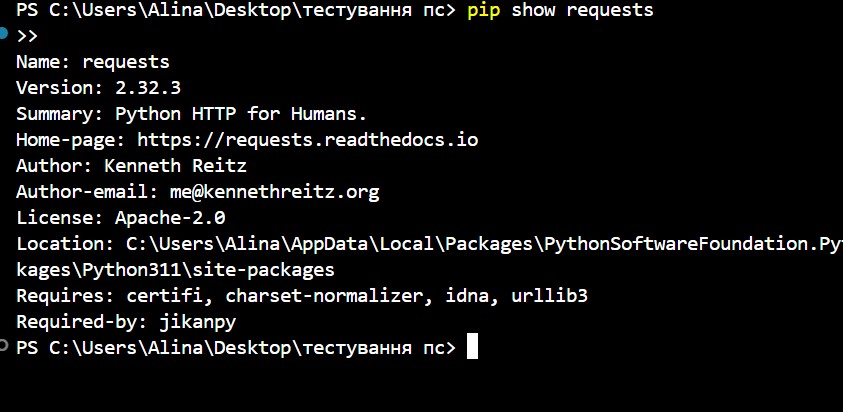 PS C:\Users\Alina\Desktop\тестування пс> pip show requests
>>
Name: requests
Version: 2.32.3
Summary: Python HTTP for Humans.
Home-page: https://requests.readthedocs.io
Author: Kenneth Reitz
Author-email: me@kennethreitz.org
License: Apache-2.0
Location: C:\Users\Alina\AppData\Local\Packages\PythonSoftwareFoundation.Py
kages\Python311\site-packages
Requires: certifi, charset-normalizer, idna, urllib3
Required-by: jikanpy
PS C:\Users\Alina\Desktop\тестування пс>